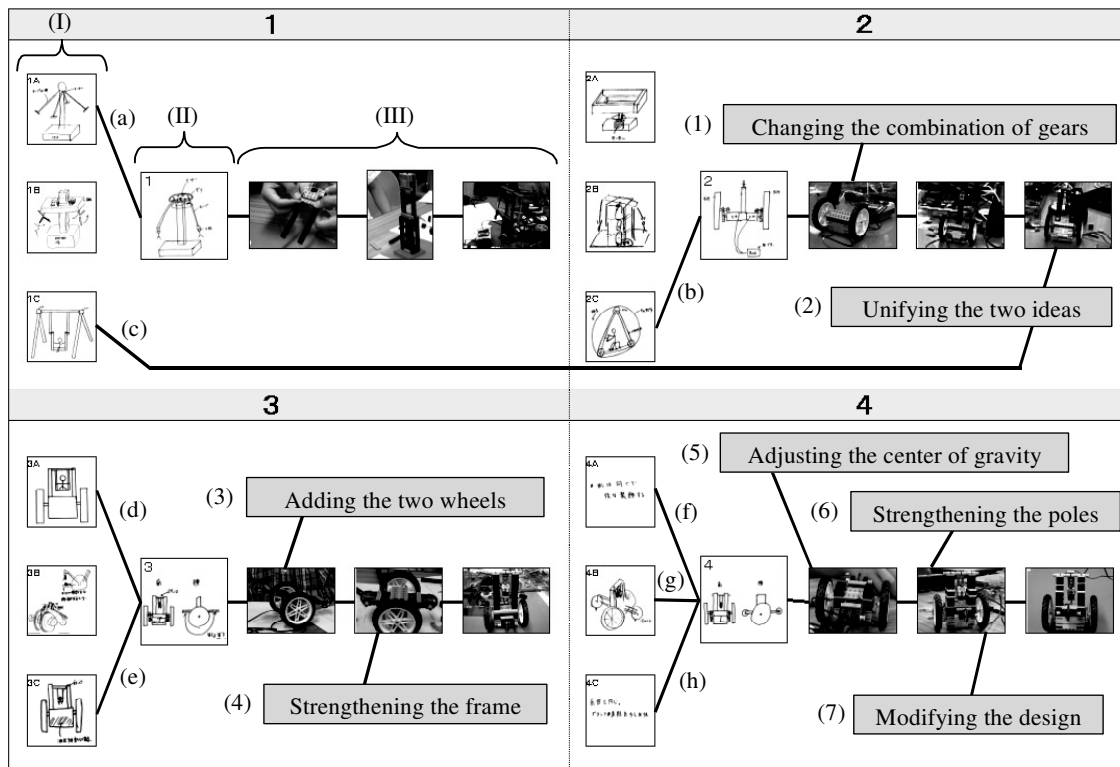 (I)
1
2
1A
(a)
(II)
(III)
1B
1
1C
(c)
2A
(1)
Changing the combination of gears
2B
2
(b)
2C
(2)
Unifying the two ideas
3
4
3A
(d)
(3)
Adding the two wheels
3B
3
(e)
3C
(4)
Strengthening the frame
(5)
Adjusting the center of gravity
4A
(f)
(6)
Strengthening the poles
4B
(g)
4
4C
(h)
(7)
Modifying the design